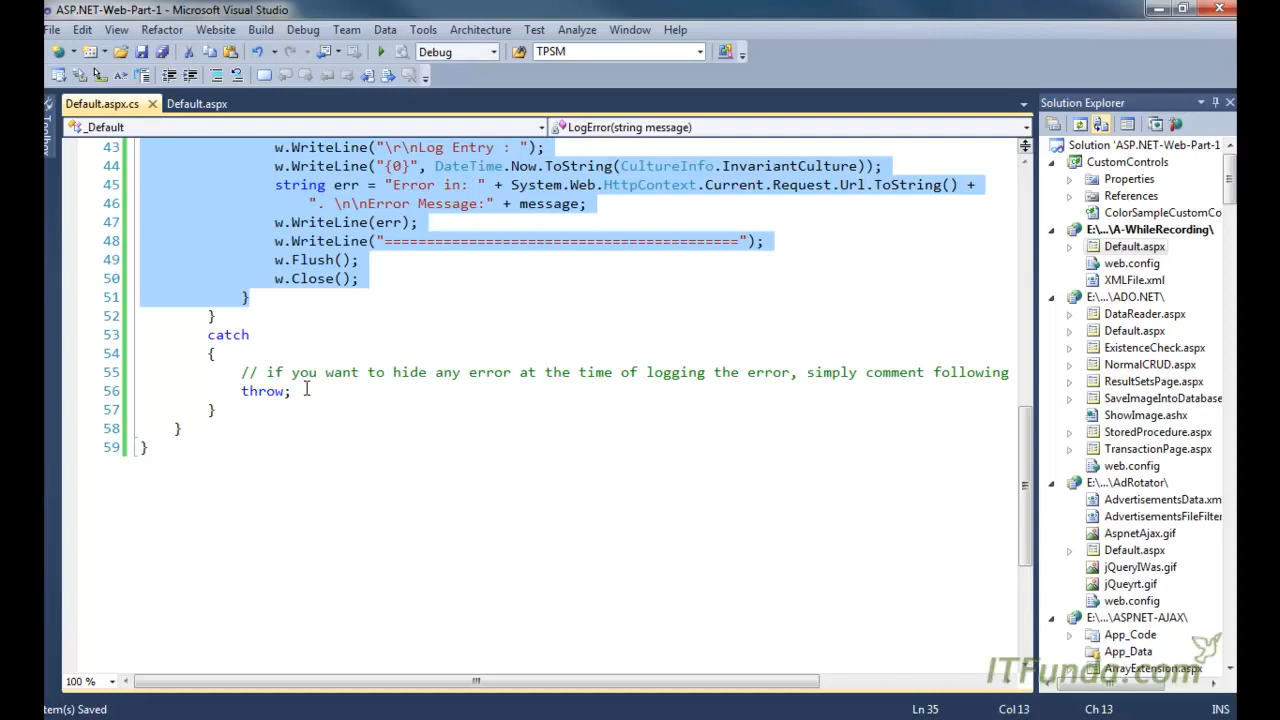 ASP.NET-Web-Part-1 - Microsoft Visual Studio
File Edit View Refactor Website Build Debug Team Data Tools Architecture Test Analyze Window Help
Debug TPSM
Default.aspx.cs Default.aspx
_Default LogError(string message)
43 w.WriteLine("\r\nLog Entry : ");
44 w.WriteLine("{0}", DateTime.Now.ToString(CultureInfo.InvariantCulture));
45 string err = "Error in: " + System.Web.HttpContext.Current.Request.Url.ToString() +
46 ". \n\nError Message:" + message;
47 w.WriteLine(err);
48 w.WriteLine("==========================================");
49 w.Flush();
50 w.Close();
51 }
52 }
53 catch
54 {
55 // if you want to hide any error at the time of logging the error, simply comment following
56 throw;
57 }
58 }
59 }
100 %
Solution Explorer
Solution 'ASP.NET-Web-Part-1
CustomControls
Properties
References
ColorSampleCustomCo
E:\...\A-WhileRecording\
Default.aspx
web.config
XMLFile.xml
E:\...\ADO.NET\
DataReader.aspx
Default.aspx
ExistenceCheck.aspx
NormalCRUD.aspx
ResultSetsPage.aspx
SaveImageIntoDatabase
ShowImage.ashx
StoredProcedure.aspx
TransactionPage.aspx
web.config
E:\...\AdRotator\
AdvertisementsData.xm
AdvertisementsFileFilter
AspnetAjax.gif
Default.aspx
jQueryIWas.gif
jQueyrt.gif
web.config
E:\...\ASPNET-AJAX\
App_Code
App_Data
ArrayExtension.aspx
ITFunda.com
tem(s) Saved Ln 35 Col 13 Ch 13 INS